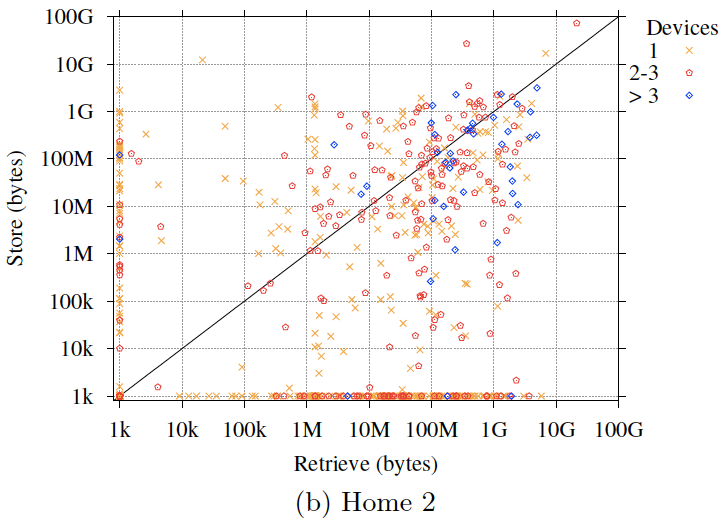 100G
10G
1G
100M
10M
1M
100k
10k
1k
Store (bytes)
1k 10k 100k 1M 10M 100M 1G 10G 100G
Retrieve (bytes)
Devices
1
2-3
> 3
(b) Home 2